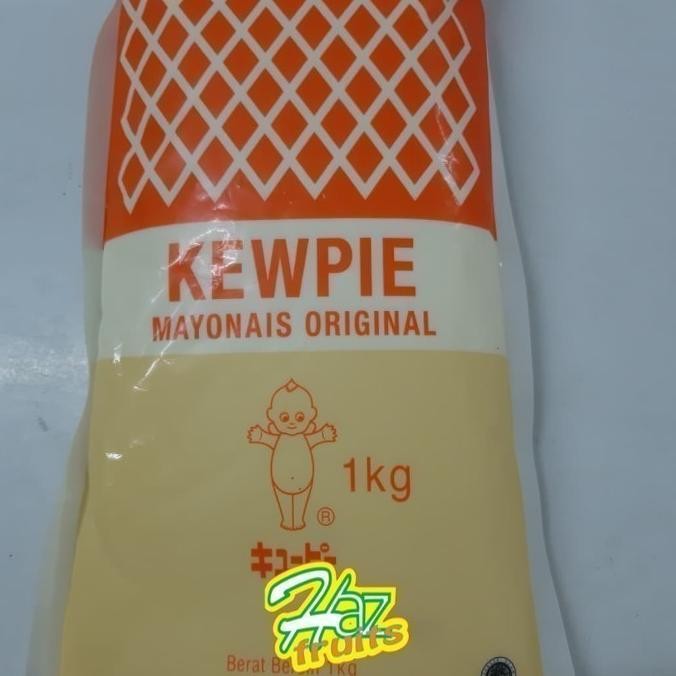 KEWPIE
MAYONAIS ORIGINAL
1kg
®
キユーピー
Haz
fruits
Berat Bersih 1kg